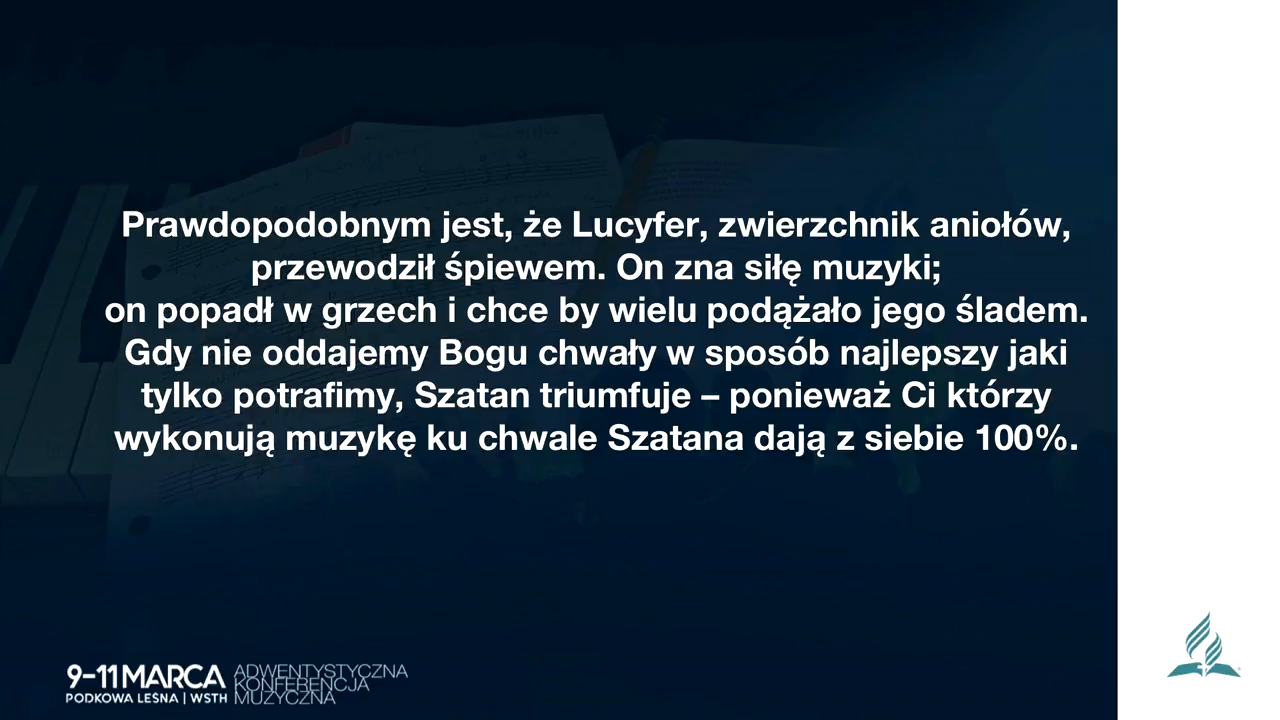 Prawdopodobnym jest, że Lucyfer, zwierzchnik aniołów,
przewodził śpiewem. On zna siłę muzyki;
on popadł w grzech i chce by wielu podążało jego śladem.
Gdy nie oddajemy Bogu chwały w sposób najlepszy jaki
tylko potrafimy, Szatan triumfuje – ponieważ Ci którzy
wykonują muzykę ku chwale Szatana dają z siebie 100%.
9-11 MARCA
PODKOWA LEŚNA | WSTH
ADWENTYSTYCZNA
KONFERENCJA
MUZYCZNA